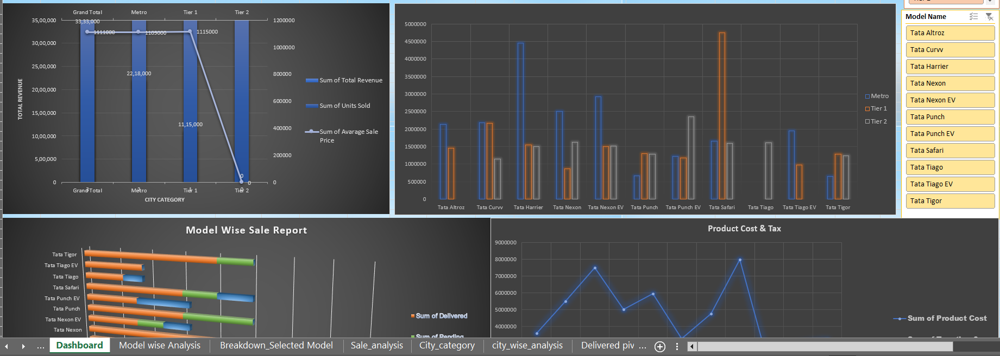 Grand Total Metro Tier 1 Tier 2
35,00,000
30,00,000
25,00,000
20,00,000
15,00,000
10,00,000
5,00,000
0
TOTAL REVENUE
33,33,000
1111000
1109000
1115000
22,18,000
11,15,000
0
0
3
2
1
0
1200000
1000000
800000
600000
400000
200000
0
Grand Total Metro Tier 1 Tier 2
CITY CATEGORY
Sum of Total Revenue
Sum of Units Sold
Sum of Avarage Sale
Price
5000000
4500000
4000000
3500000
3000000
2500000
2000000
1500000
1000000
500000
0
Tata Altroz Tata Curvv Tata Harrier Tata Nexon Tata Nexon EV Tata Punch Tata Punch EV Tata Safari Tata Tiago Tata Tiago EV Tata Tigor
Metro
Tier 1
Tier 2
Model Name
Tata Altroz
Tata Curvv
Tata Harrier
Tata Nexon
Tata Nexon EV
Tata Punch
Tata Punch EV
Tata Safari
Tata Tiago
Tata Tiago EV
Tata Tigor
Model Wise Sale Report
Tata Tigor
Tata Tiago EV
Tata Tiago
Tata Safari
Tata Punch EV
Tata Punch
Tata Nexon EV
Tata Nexon
Sum of Delivered
Sum of Pending
Product Cost & Tax
9000000
8000000
7000000
6000000
5000000
4000000
Sum of Product Cost
... Dashboard Model wise Analysis Breakdown_Selected Model Sale_analysis City_category city_wise_analysis Delivered piv ...